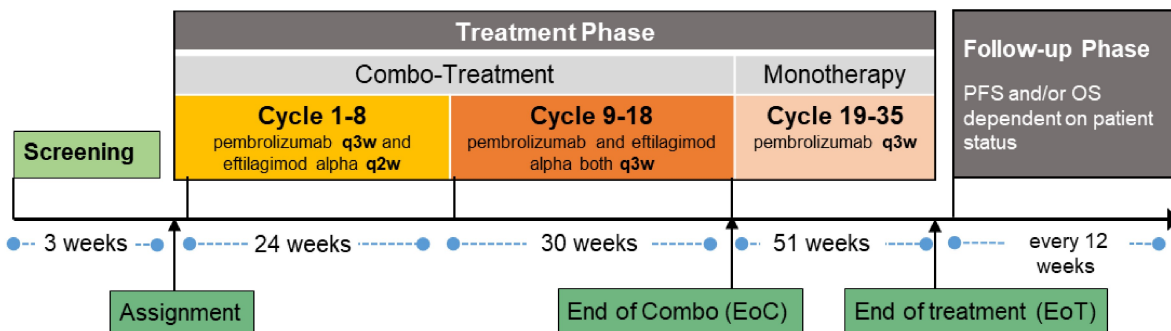 Treatment Phase
Combo-Treatment
Monotherapy
Follow-up Phase
PFS and/or OS
dependent on patient
status
Screening
Cycle 1-8
pembrolizumab q3w and
eftilagimod alpha q2w
Cycle 9-18
pembrolizumab and eftilagimod
alpha both q3w
Cycle 19-35
pembrolizumab q3w
3 weeks
24 weeks
30 weeks
51 weeks
every 12
weeks
Assignment
End of Combo (EoC)
End of treatment (EoT)